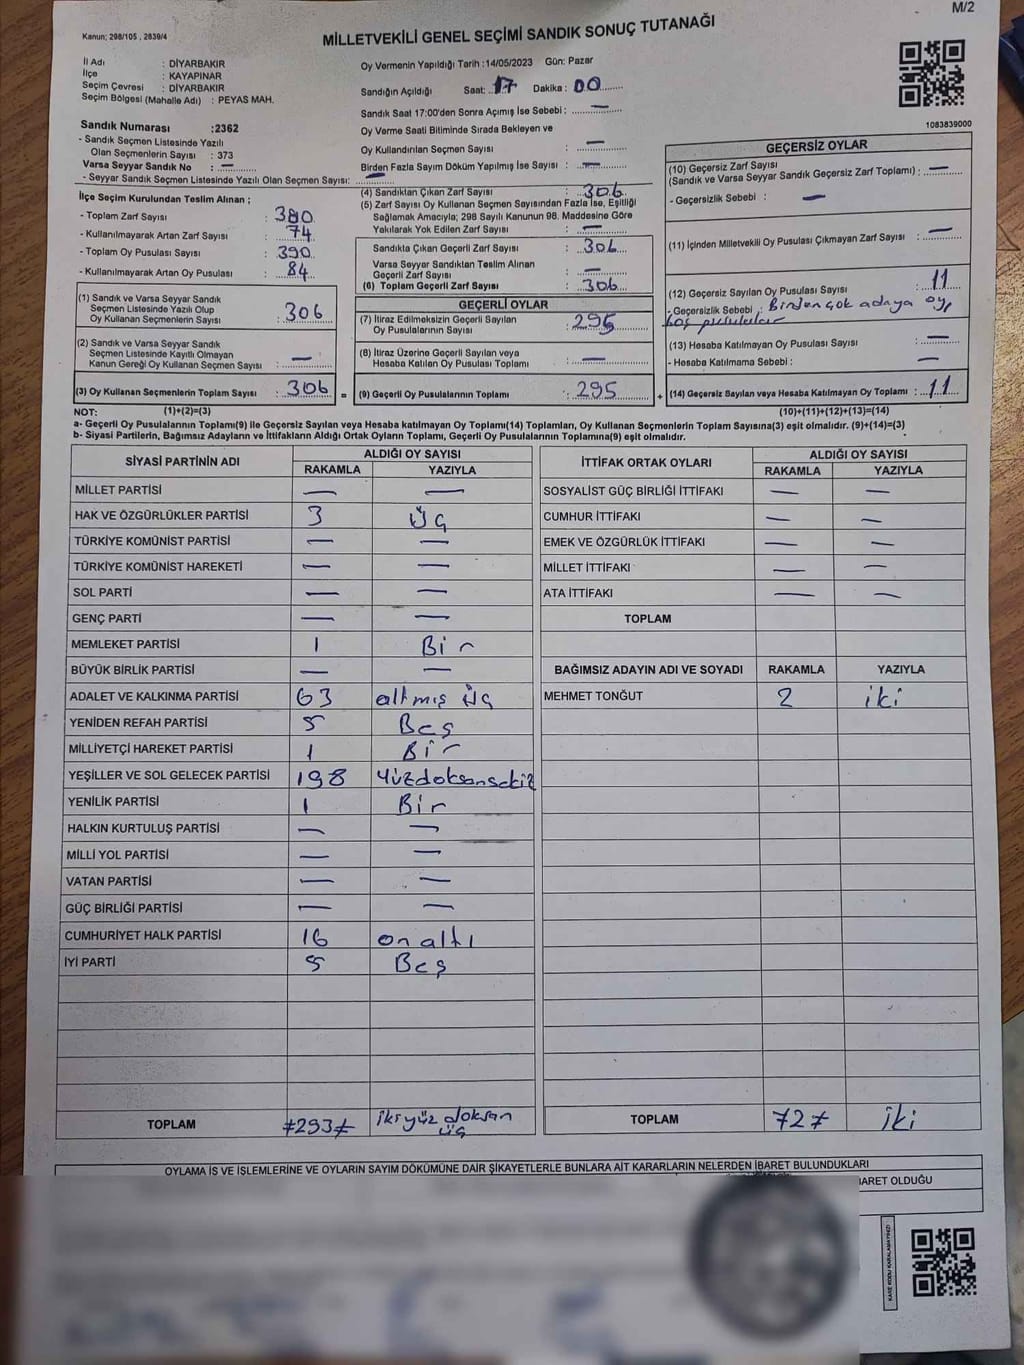 M/2
Kanun; 298/105 , 2839/4
MİLLETVEKİLİ GENEL SEÇİMİ SANDIK SONUÇ TUTANAĞI
İl Adı : DİYARBAKIR
İlçe : KAYAPINAR
Seçim Çevresi : DİYARBAKIR
Seçim Bölgesi (Mahalle Adı) : PEYAS MAH.
Sandık Numarası :2362
- Sandık Seçmen Listesinde Yazılı
Olan Seçmenlerin Sayısı : 373
Varsa Seyyar Sandık No : —
- Seyyar Sandık Seçmen Listesinde Yazılı Olan Seçmen Sayısı: —
Oy Vermenin Yapıldığı Tarih :14/05/2023 Gün: Pazar
Sandığın Açıldığı Saat: 17 Dakika : 00
Sandık Saat 17:00'den Sonra Açımış İse Sebebi : —
Oy Verme Saati Bitiminde Sırada Bekleyen ve
Oy Kullandırılan Seçmen Sayısı : —
Birden Fazla Sayım Döküm Yapılmış İse Sayısı : —
1083839000
İlçe Seçim Kurulundan Teslim Alınan ;
- Toplam Zarf Sayısı : 380
- Kullanılmayarak Artan Zarf Sayısı : 74
- Toplam Oy Pusulası Sayısı : 390
- Kullanılmayarak Artan Oy Pusulası : 84
(1) Sandık ve Varsa Seyyar Sandık
Seçmen Listesinde Yazılı Olup
Oy Kullanan Seçmenlerin Sayısı : 306
(2) Sandık ve Varsa Seyyar Sandık
Seçmen Listesinde Kayıtlı Olmayan
Kanun Gereği Oy Kullanan Seçmen Sayısı : —
(3) Oy Kullanan Seçmenlerin Toplam Sayısı : 306 =
(4) Sandıktan Çıkan Zarf Sayısı : 306
(5) Zarf Sayısı Oy Kullanan Seçmen Sayısından Fazla İse, Eşitliği
Sağlamak Amacıyla; 298 Sayılı Kanunun 98. Maddesine Göre
Yakılarak Yok Edilen Zarf Sayısı : —
Sandıkta Çıkan Geçerli Zarf Sayısı : 306
Varsa Seyyar Sandıktan Teslim Alınan
Geçerli Zarf Sayısı : —
(6) Toplam Geçerli Zarf Sayısı : 306
GEÇERLİ OYLAR
(7) İtiraz Edilmeksizin Geçerli Sayılan
Oy Pusulalarının Sayısı : 295
(8) İtiraz Üzerine Geçerli Sayılan veya
Hesaba Katılan Oy Pusulası Toplamı : —
(9) Geçerli Oy Pusulalarının Toplamı : 295 +
GEÇERSİZ OYLAR
(10) Geçersiz Zarf Sayısı
(Sandık ve Varsa Seyyar Sandık Geçersiz Zarf Toplamı) : —
- Geçersizlik Sebebi : —
(11) İçinden Milletvekili Oy Pusulası Çıkmayan Zarf Sayısı : —
(12) Geçersiz Sayılan Oy Pusulası Sayısı : 11
- Geçersizlik Sebebi : Birden çok adaya oy,
boş pusulalar
(13) Hesaba Katılmayan Oy Pusulası Sayısı : —
- Hesaba Katılmama Sebebi : —
(14) Geçersiz Sayılan veya Hesaba Katılmayan Oy Toplamı : 11
NOT: (1)+(2)=(3) (10)+(11)+(12)+(13)=(14)
a- Geçerli Oy Pusulalarının Toplamı(9) ile Geçersiz Sayılan veya Hesaba katılmayan Oy Toplamı(14) Toplamları, Oy Kullanan Seçmenlerin Toplam Sayısına(3) eşit olmalıdır. (9)+(14)=(3)
b- Siyasi Partilerin, Bağımsız Adayların ve İttifakların Aldığı Ortak Oyların Toplamı, Geçerli Oy Pusulalarının Toplamına(9) eşit olmalıdır.
SİYASİ PARTİNİN ADI ALDIĞI OY SAYISI
RAKAMLA YAZIYLA
MİLLET PARTİSİ — —
HAK VE ÖZGÜRLÜKLER PARTİSİ 3 üç
TÜRKİYE KOMÜNİST PARTİSİ — —
TÜRKİYE KOMÜNİST HAREKETİ — —
SOL PARTİ — —
GENÇ PARTİ — —
MEMLEKET PARTİSİ 1 Bir
BÜYÜK BİRLİK PARTİSİ — —
ADALET VE KALKINMA PARTİSİ 63 altmış üç
YENİDEN REFAH PARTİSİ 5 Beş
MİLLİYETÇİ HAREKET PARTİSİ 1 Bir
YEŞİLLER VE SOL GELECEK PARTİSİ 198 Yüzdoksansekiz
YENİLİK PARTİSİ 1 Bir
HALKIN KURTULUŞ PARTİSİ — —
MİLLİ YOL PARTİSİ — —
VATAN PARTİSİ — —
GÜÇ BİRLİĞİ PARTİSİ — —
CUMHURİYET HALK PARTİSİ 16 on altı
İYİ PARTİ 5 Beş
TOPLAM ≠293≠ ikiyüz doksan
üç
İTTİFAK ORTAK OYLARI ALDIĞI OY SAYISI
RAKAMLA YAZIYLA
SOSYALİST GÜÇ BİRLİĞİ İTTİFAKI — —
CUMHUR İTTİFAKI — —
EMEK VE ÖZGÜRLÜK İTTİFAKI — —
MİLLET İTTİFAKI — —
ATA İTTİFAKI — —
TOPLAM
BAĞIMSIZ ADAYIN ADI VE SOYADI RAKAMLA YAZIYLA
MEHMET TONĞUT 2 iki
TOPLAM ≠2≠ iki
OYLAMA İŞ VE İŞLEMLERİNE VE OYLARIN SAYIM DÖKÜMÜNE DAİR ŞİKAYETLERLE BUNLARA AİT KARARLARIN NELERDEN İBARET BULUNDUKLARI
BARET OLDUĞU
KARE KODU KARALAMAYINIZ!